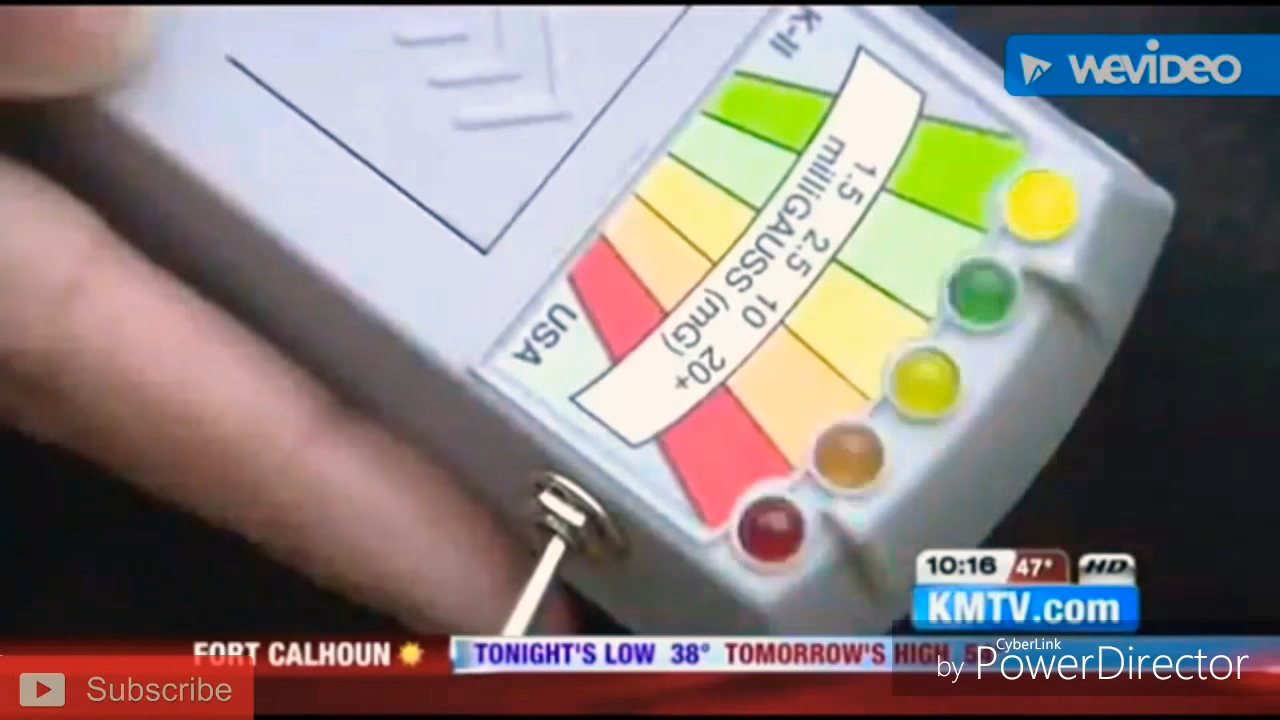 K-II
WeVideo
1.5 2.5 10 20+
milliGAUSS (mG)
USA
10:16 47° HD
KMTV.com
FORT CALHOUN TONIGHT'S LOW 38° TOMORROW'S HIGH
CyberLink
by PowerDirector
Subscribe